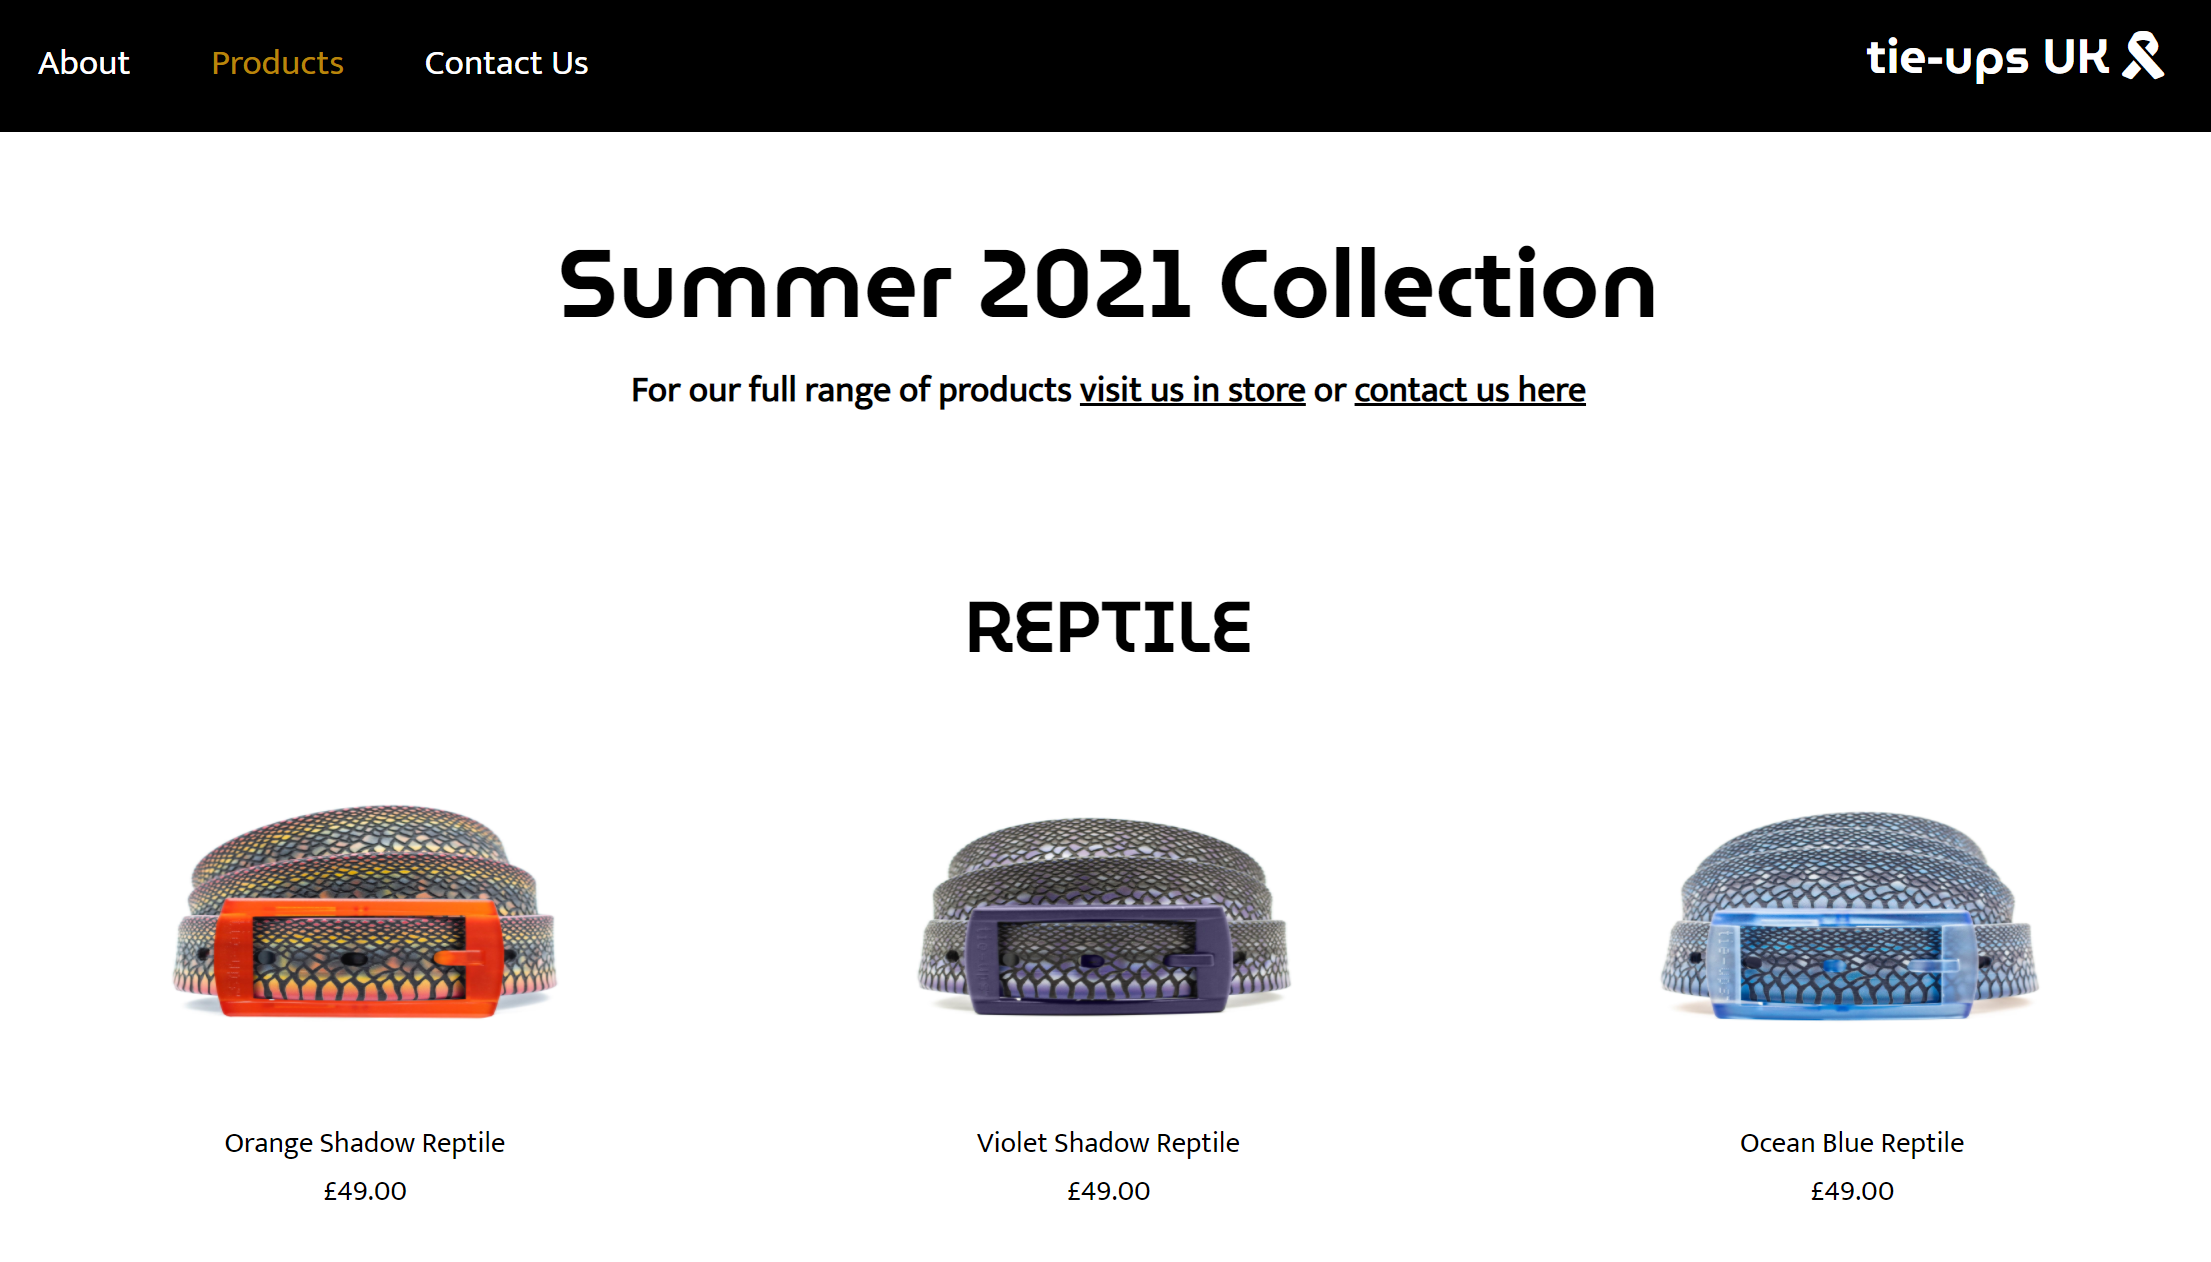 About Products Contact Us tie-ups UK
Summer 2021 Collection
For our full range of products visit us in store or contact us here
REPTILE
Orange Shadow Reptile Violet Shadow Reptile Ocean Blue Reptile
£49.00 £49.00 £49.00